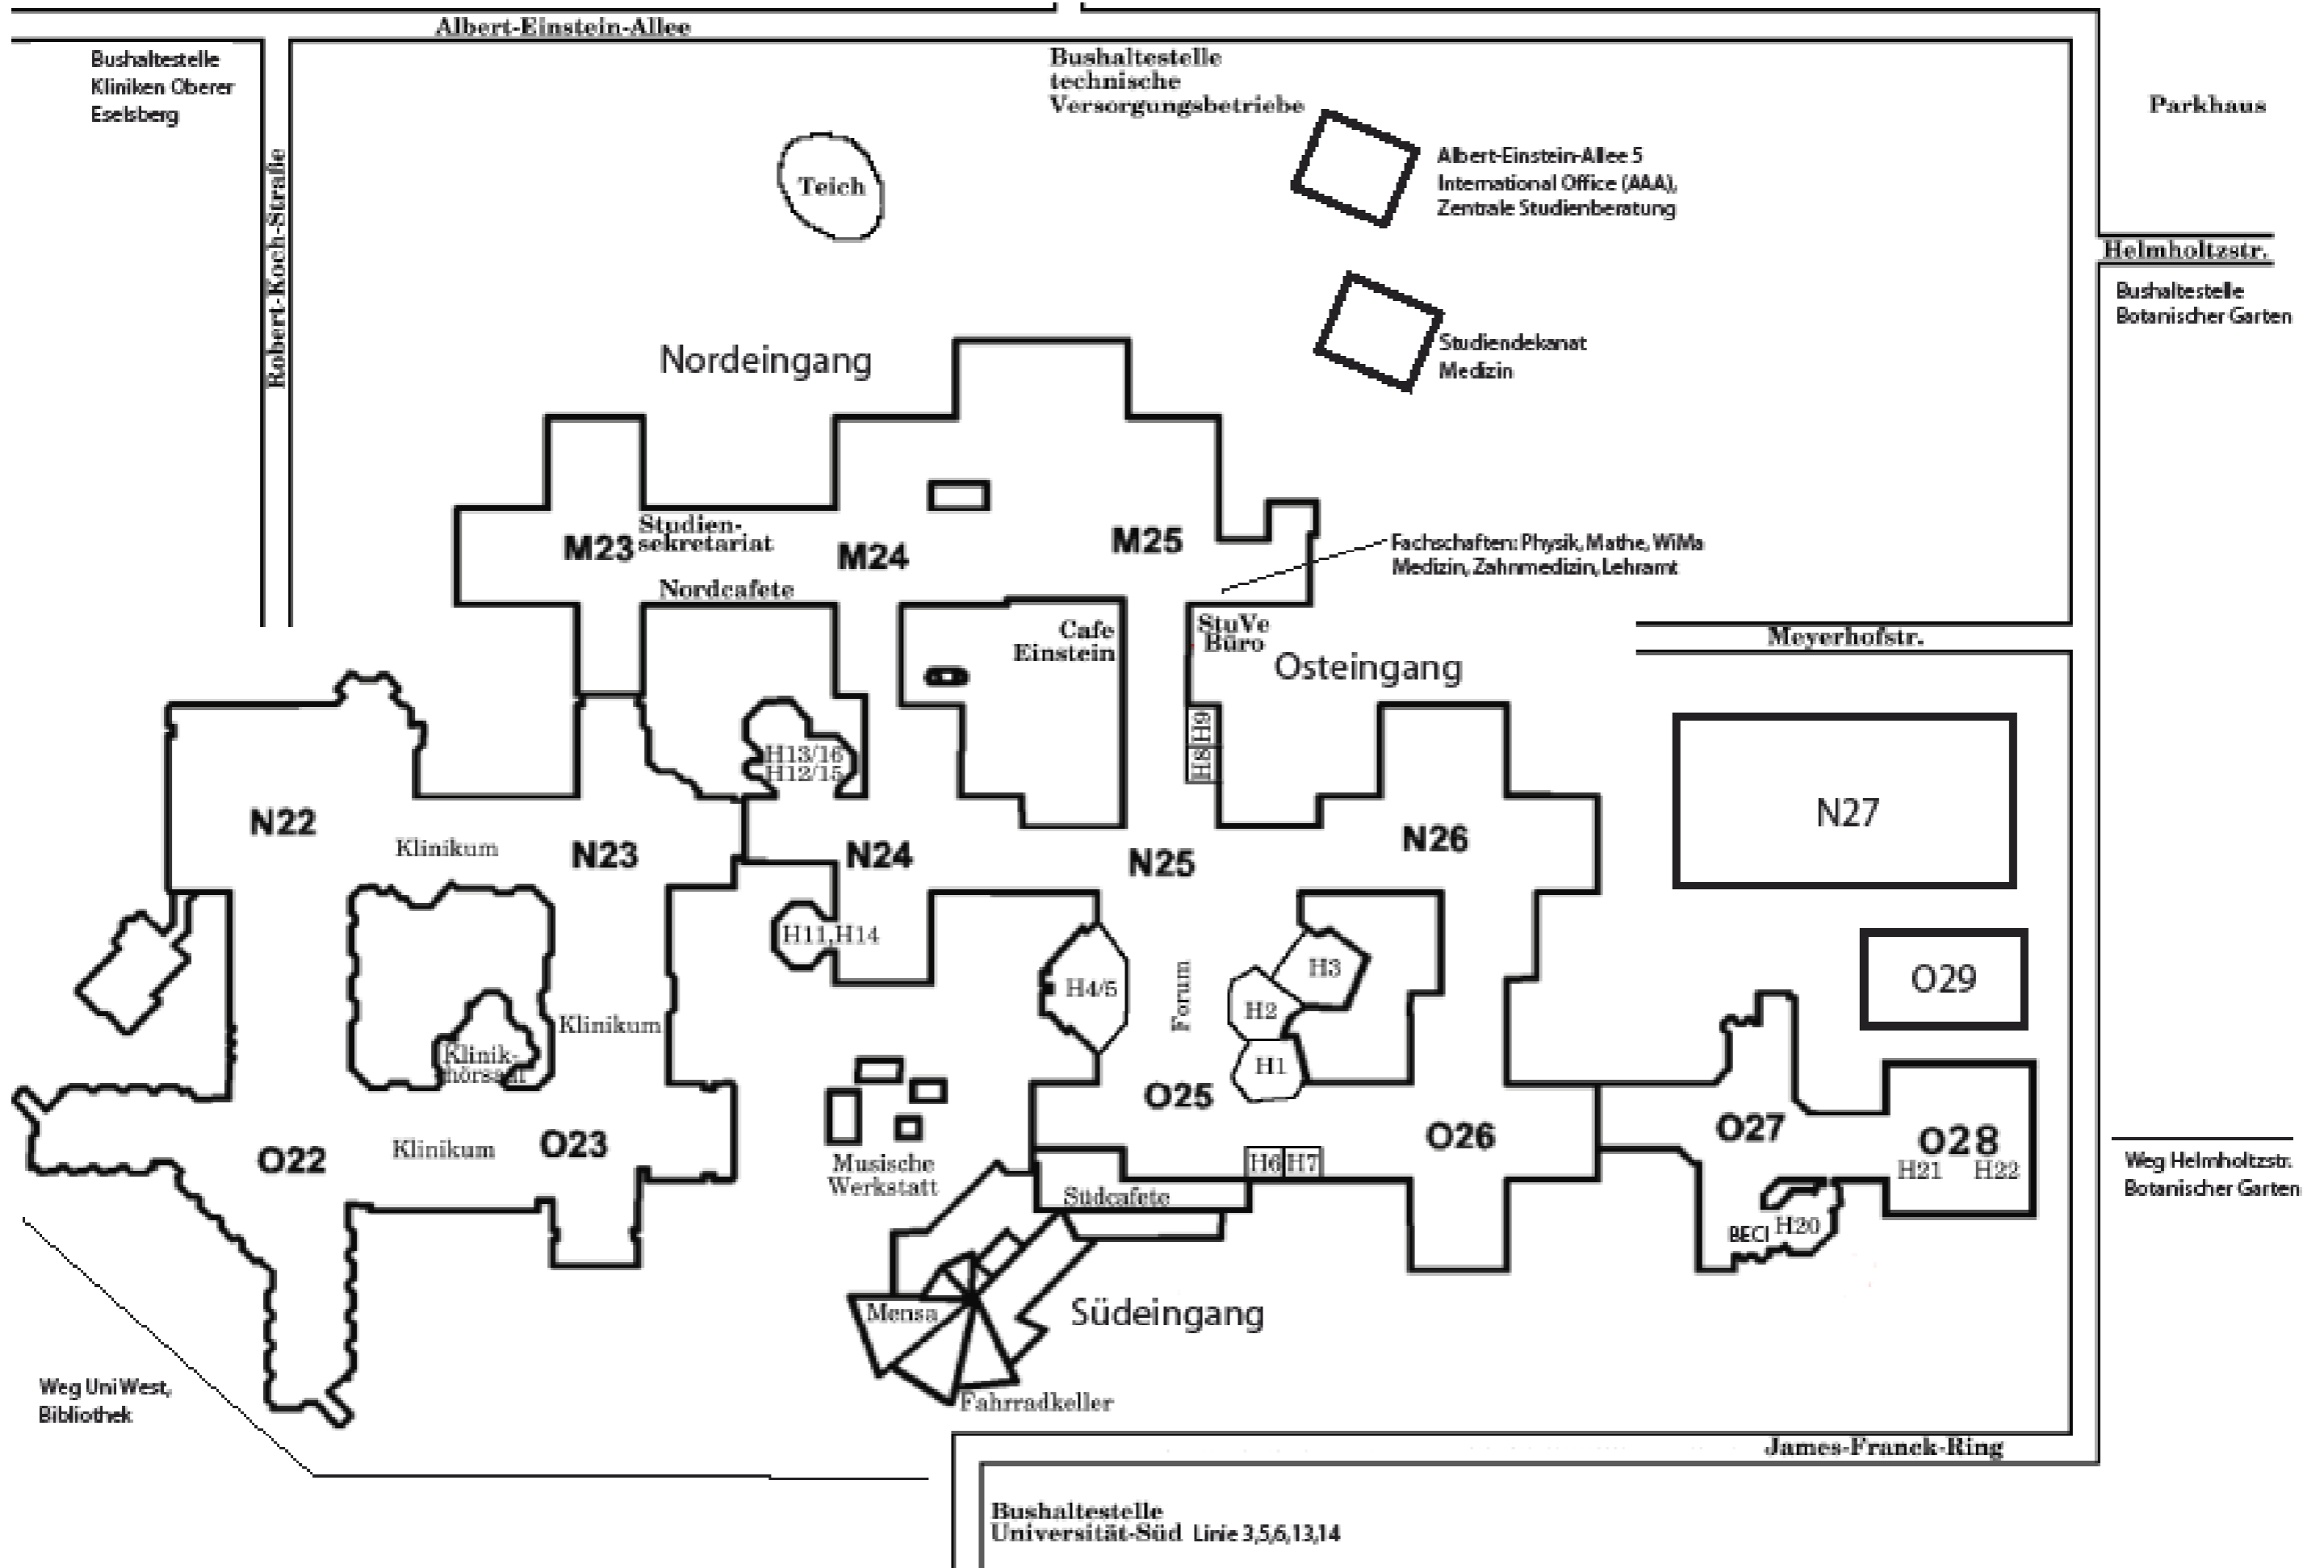 Albert-Einstein-Allee
Bushaltestelle
Kliniken Oberer
Eselsberg
Bushaltestelle
technische
Versorgungsbetriebe
Parkhaus
Robert-Koch-Straße
Teich
Albert-Einstein-Allee 5
International Office (AAA),
Zentrale Studienberatung
Helmholtzstr.
Bushaltestelle
Botanischer Garten
Studiendekanat
Medizin
Nordeingang
M23
Studien-
sekretariat
M24
M25
Fachschaften: Physik, Mathe, WiMa
Medizin, Zahnmedizin, Lehramt
Nordcafete
Cafe
Einstein
StuVe
Büro
Osteingang
Meyerhofstr.
H9
H8
H13/16
H12/15
N22
Klinikum
N23
N24
N25
N26
N27
H11,H14
H4/5
Forum
H3
H2
H1
O29
Klinikum
Klinik-
hörsaal
O22
Klinikum
O23
Musische
Werkstatt
O25
H6
H7
O26
O27
O28
H21
H22
Südcafete
BECI
H20
Weg Helmholtzstr.
Botanischer Garten
Mensa
Südeingang
Fahrradkeller
Weg Uni West,
Bibliothek
James-Franck-Ring
Bushaltestelle
Universität-Süd Linie 3,5,6,13,14